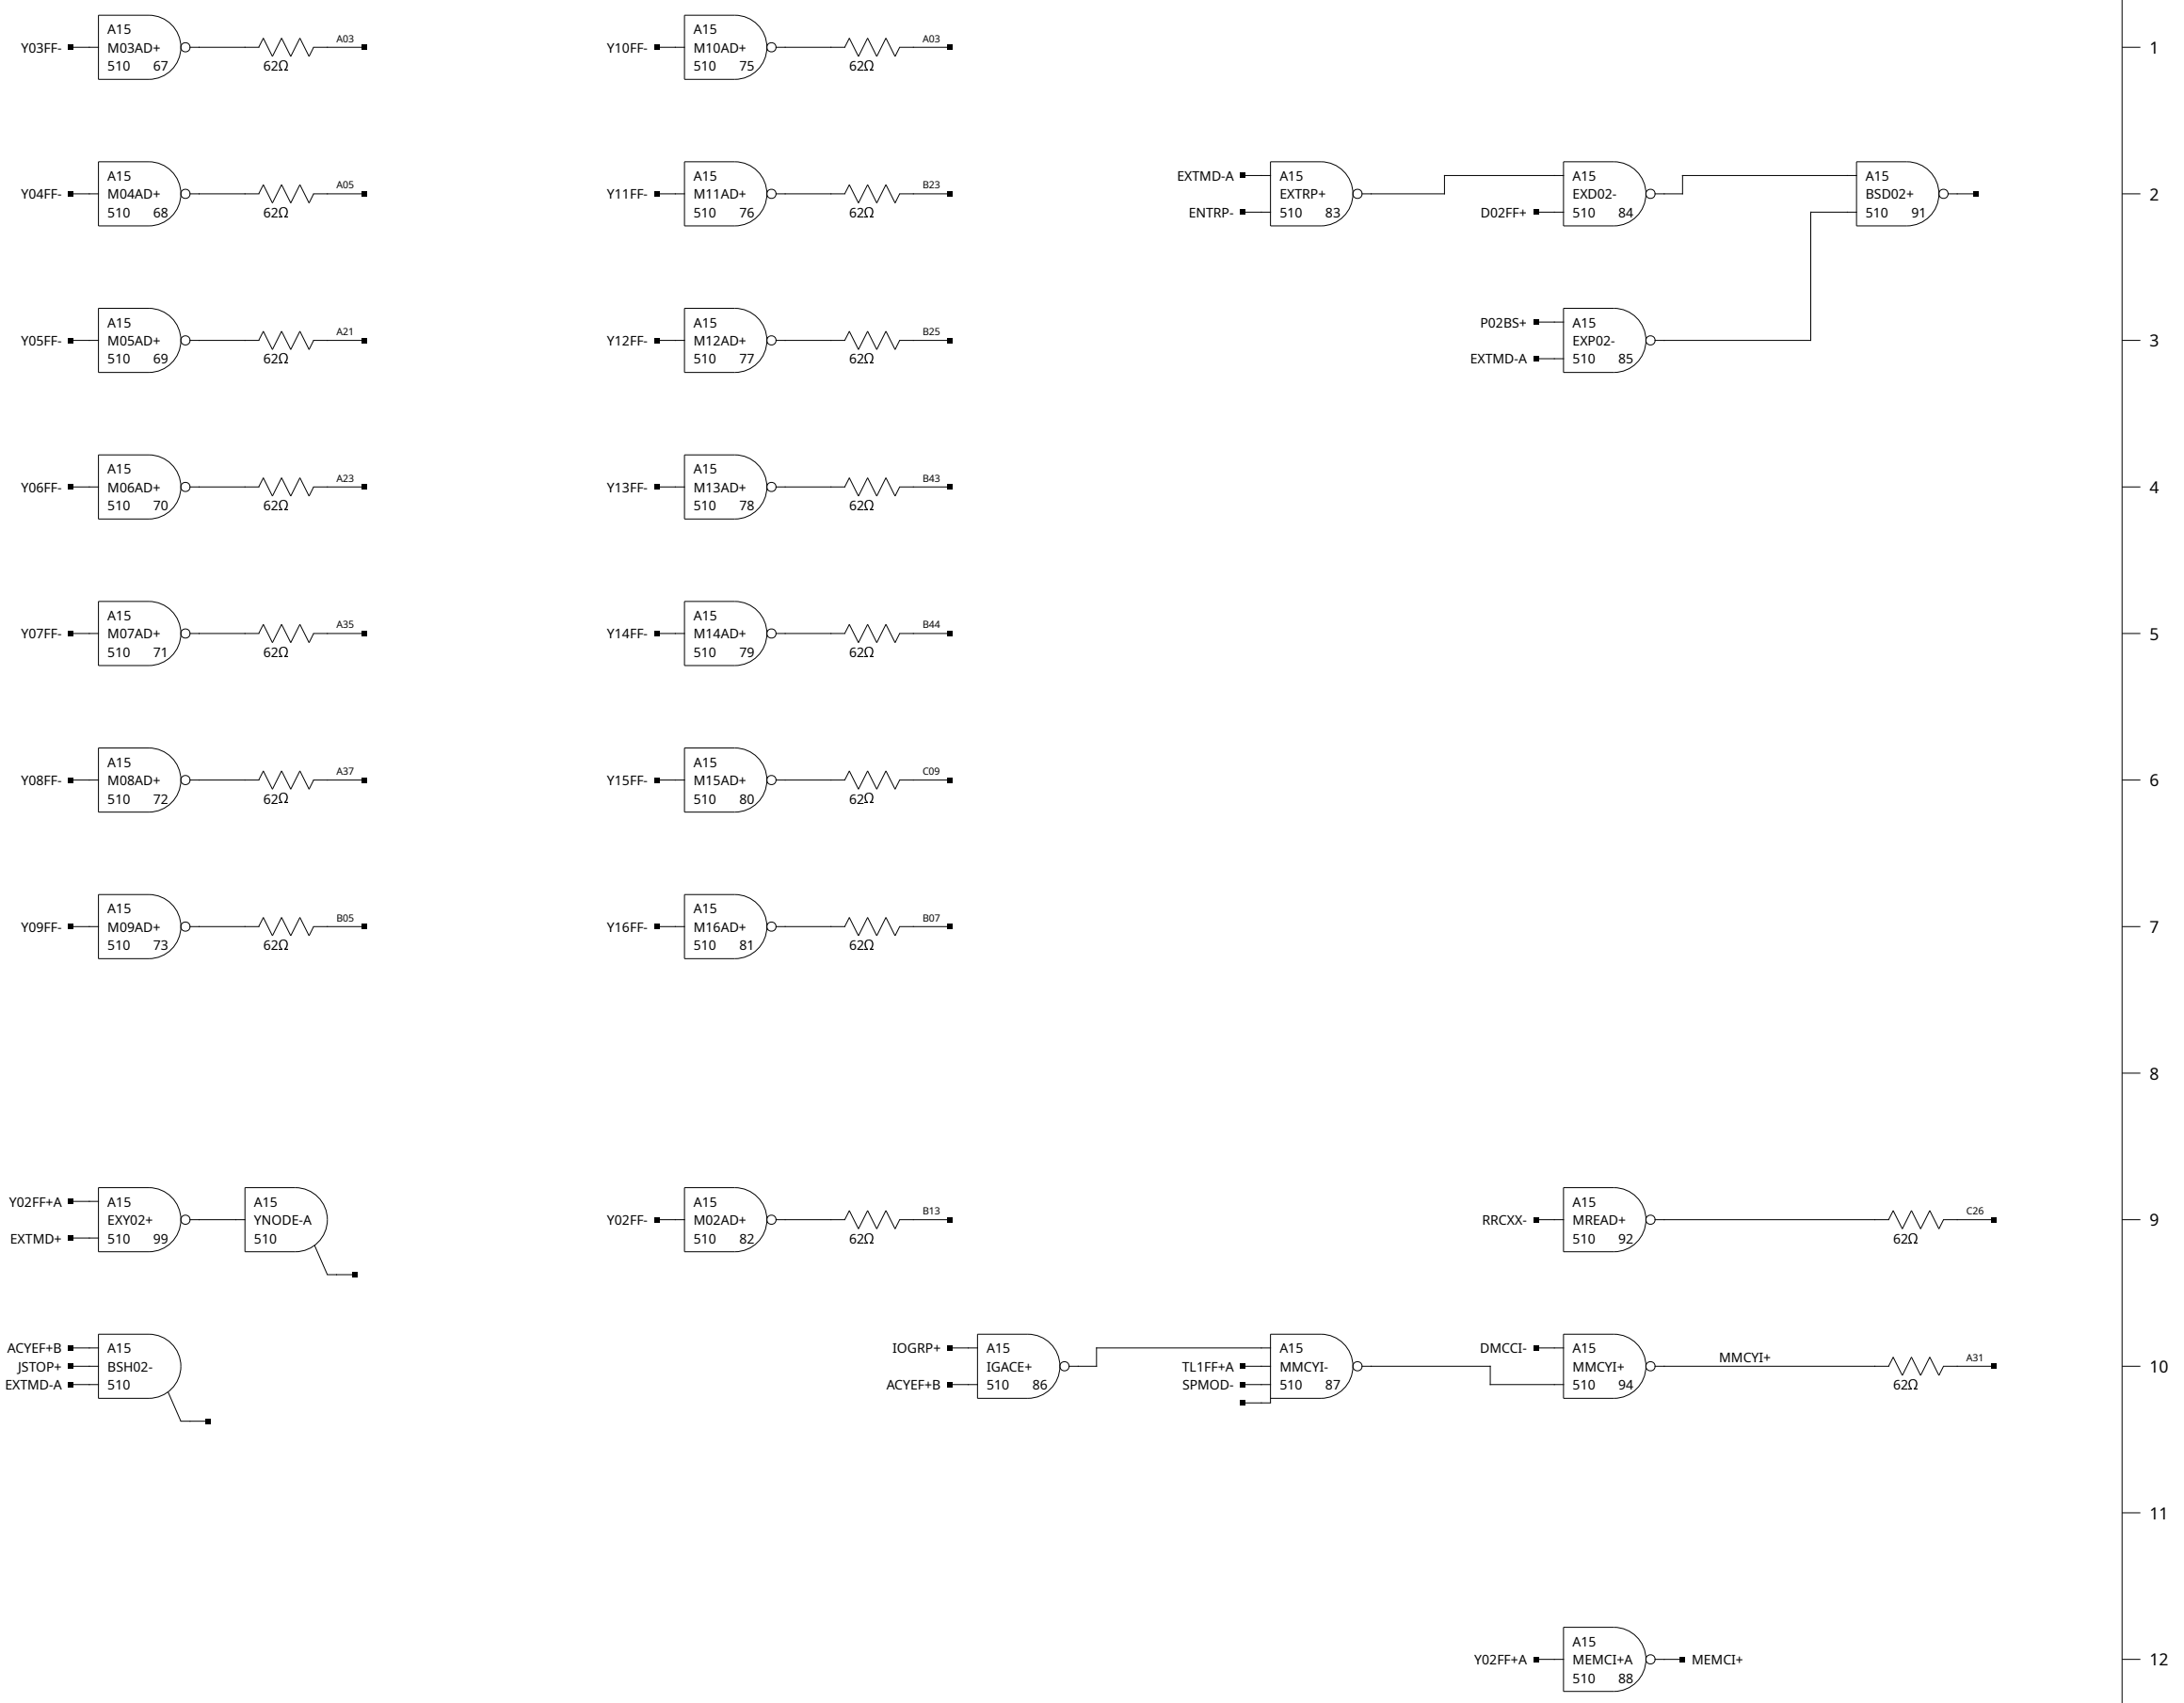 A15
Y03FF- M03AD+ A03
510 67 62Ω
A15
Y10FF- M10AD+ A03
510 75 62Ω
1
A15
Y04FF- M04AD+ A05
510 68 62Ω
A15
Y11FF- M11AD+ B23
510 76 62Ω
EXTMD-A A15
EXTRP+
ENTRP- 510 83
A15
EXD02-
D02FF+ 510 84
A15
BSD02+
510 91
2
A15
Y05FF- M05AD+ A21
510 69 62Ω
A15
Y12FF- M12AD+ B25
510 77 62Ω
P02BS+ A15
EXP02-
EXTMD-A 510 85
3
A15
Y06FF- M06AD+ A23
510 70 62Ω
A15
Y13FF- M13AD+ B43
510 78 62Ω
4
A15
Y07FF- M07AD+ A35
510 71 62Ω
A15
Y14FF- M14AD+ B44
510 79 62Ω
5
A15
Y08FF- M08AD+ A37
510 72 62Ω
A15
Y15FF- M15AD+ C09
510 80 62Ω
6
A15
Y09FF- M09AD+ B05
510 73 62Ω
A15
Y16FF- M16AD+ B07
510 81 62Ω
7
8
Y02FF+A A15
EXY02+
EXTMD+ 510 99
A15
YNODE-A
510
A15
Y02FF- M02AD+ B13
510 82 62Ω
A15
RRCXX- MREAD+ C26
510 92 62Ω
9
ACYEF+B A15
JSTOP+ BSH02-
EXTMD-A 510
IOGRP+ A15
IGACE+
ACYEF+B 510 86
A15
TL1FF+A MMCYI-
SPMOD- 510 87
DMCCI- A15
MMCYI+ MMCYI+ A31
510 94 62Ω
10
11
A15
Y02FF+A MEMCI+A MEMCI+
510 88
12